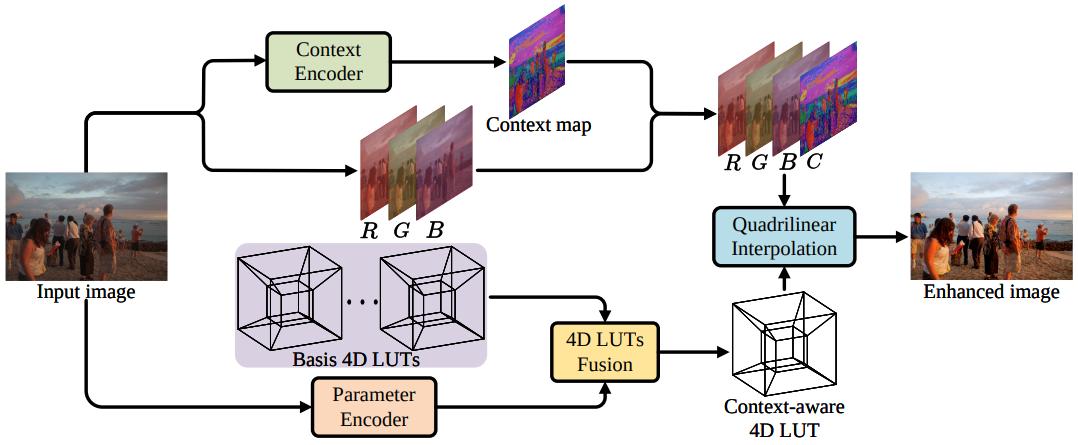 Context
Encoder
Context map
R G B
R G B C
Input image
Quadrilinear
Interpolation
Enhanced image
Basis 4D LUTs
4D LUTs
Fusion
Parameter
Encoder
Context-aware
4D LUT